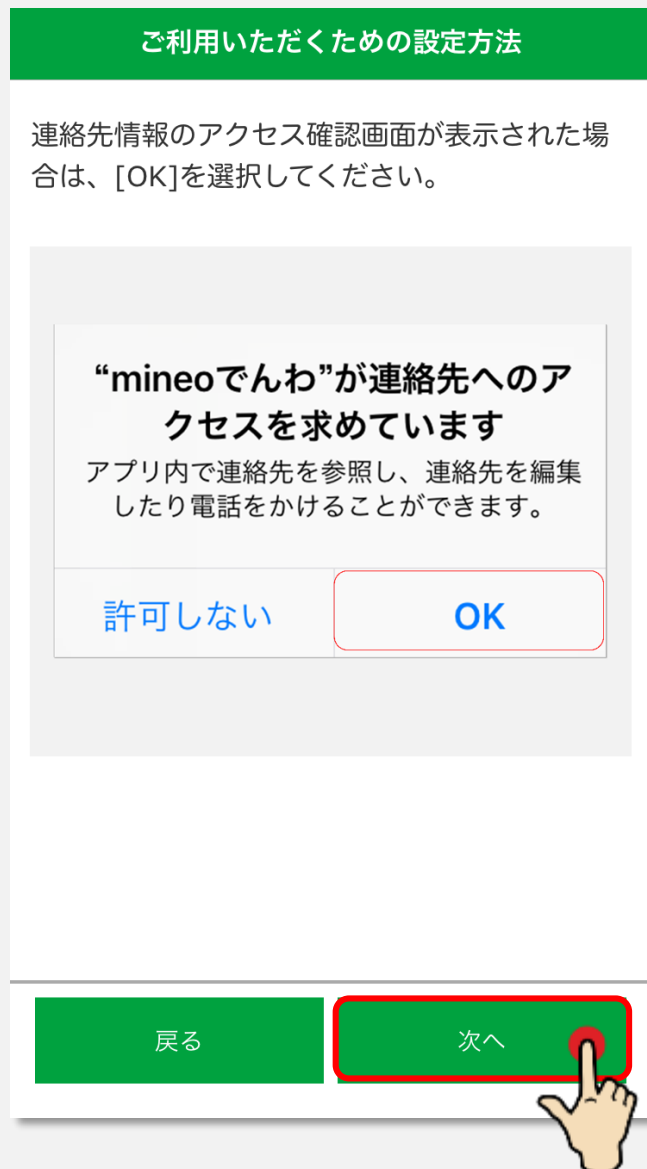 ご利用いただくための設定方法
連絡先情報のアクセス確認画面が表示された場
合は、[OK]を選択してください。
“mineoでんわ”が連絡先へのア
クセスを求めています
アプリ内で連絡先を参照し、連絡先を編集
したり電話をかけることができます。
許可しない
OK
戻る
次へ